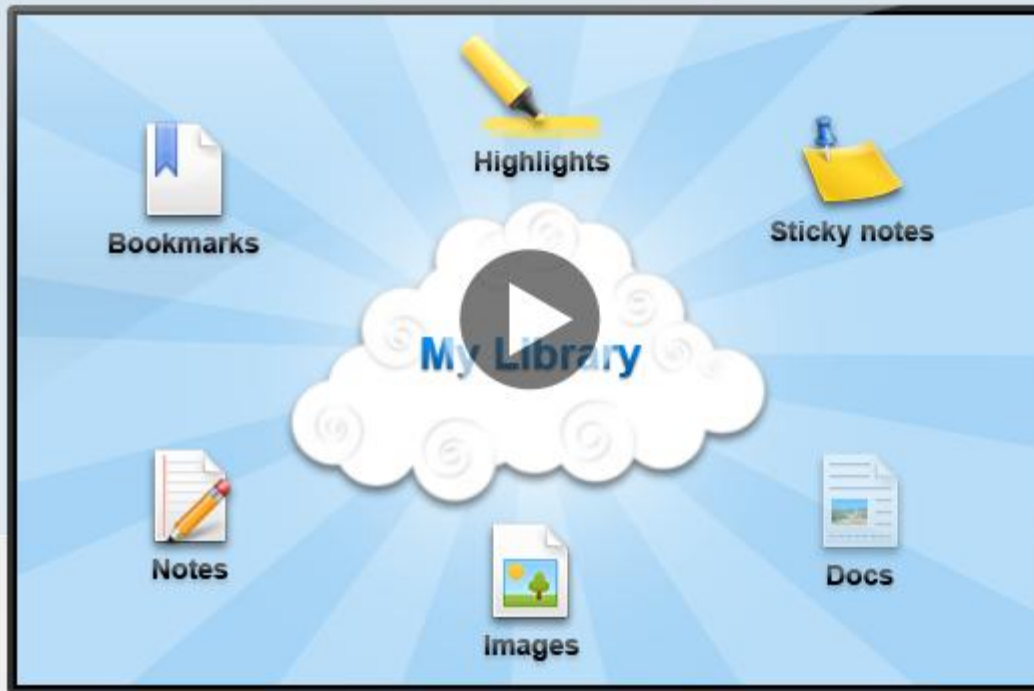 Highlights
Bookmarks
Sticky notes
My Library
Notes
Docs
Images